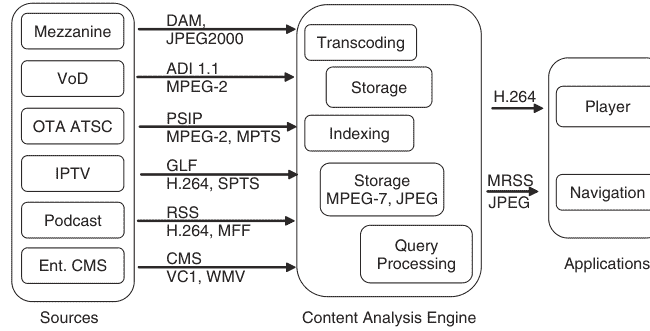 Mezzanine
DAM,
JPEG2000
VoD
ADI 1.1
MPEG-2
OTA ATSC
PSIP
MPEG-2, MPTS
IPTV
GLF
H.264, SPTS
Podcast
RSS
H.264, MFF
Ent. CMS
CMS
VC1, WMV
Sources
Transcoding
Storage
Indexing
Storage
MPEG-7, JPEG
Query
Processing
Content Analysis Engine
H.264
MRSS
JPEG
Player
Navigation
Applications